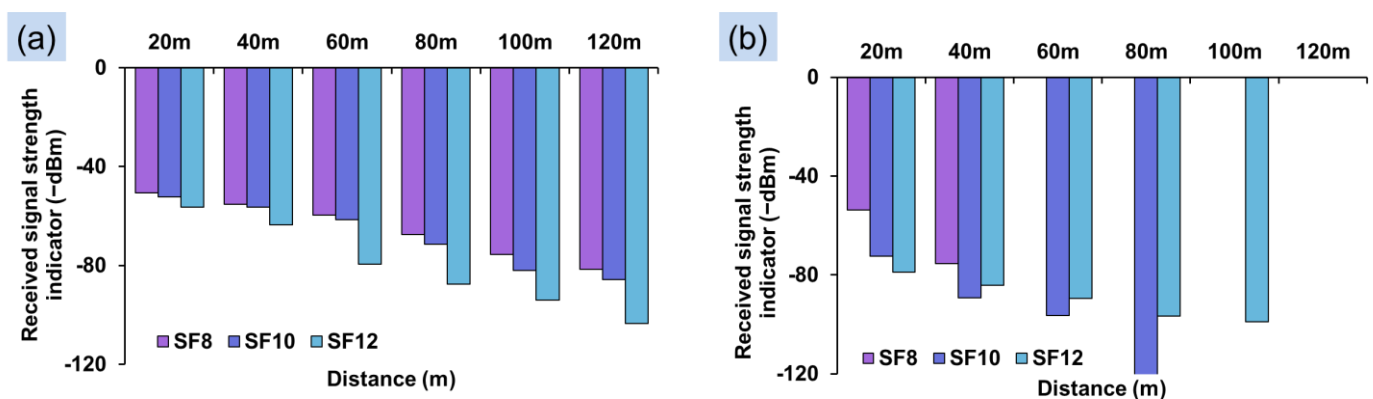 (a)
20m 40m 60m 80m 100m 120m
0
-40
-80
-120
Received signal strength
indicator (−dBm)
SF8 SF10 SF12
Distance (m)
(b)
20m 40m 60m 80m 100m 120m
0
-40
-80
-120
Received signal strength
indicator (−dBm)
SF8 SF10 SF12
Distance (m)